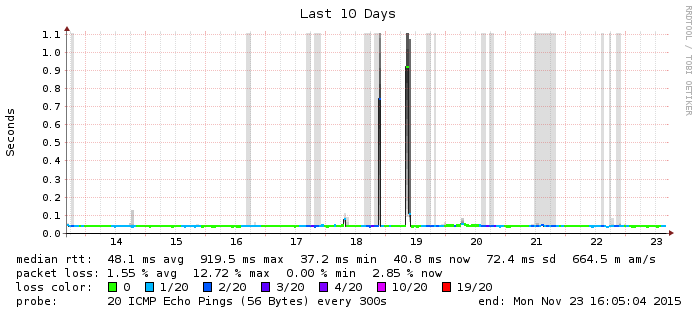 Last 10 Days
RRDTOOL / TOBI OETIKER
Seconds
1.1
1.0
0.9
0.8
0.7
0.6
0.5
0.4
0.3
0.2
0.1
0.0
14 15 16 17 18 19 20 21 22 23
median rtt: 48.1 ms avg 919.5 ms max 37.2 ms min 40.8 ms now 72.4 ms sd 664.5 m am/s
packet loss: 1.55 % avg 12.72 % max 0.00 % min 2.85 % now
loss color: 0 1/20 2/20 3/20 4/20 10/20 19/20
probe: 20 ICMP Echo Pings (56 Bytes) every 300s end: Mon Nov 23 16:05:04 2015